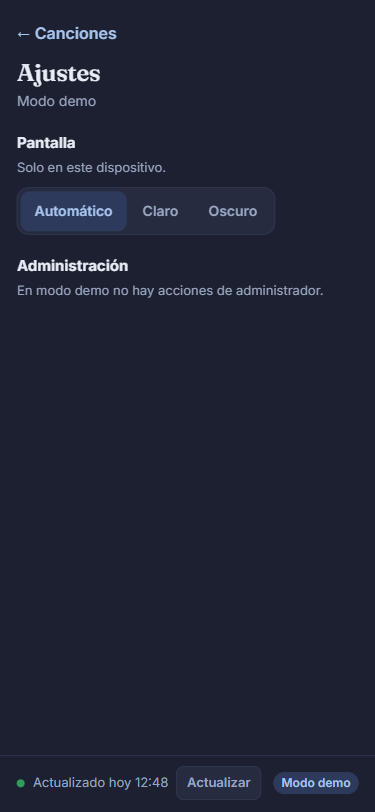 ← Canciones
Ajustes
Modo demo
Pantalla
Solo en este dispositivo.
Automático Claro Oscuro
Administración
En modo demo no hay acciones de administrador.
Actualizado hoy 12:48 Actualizar Modo demo